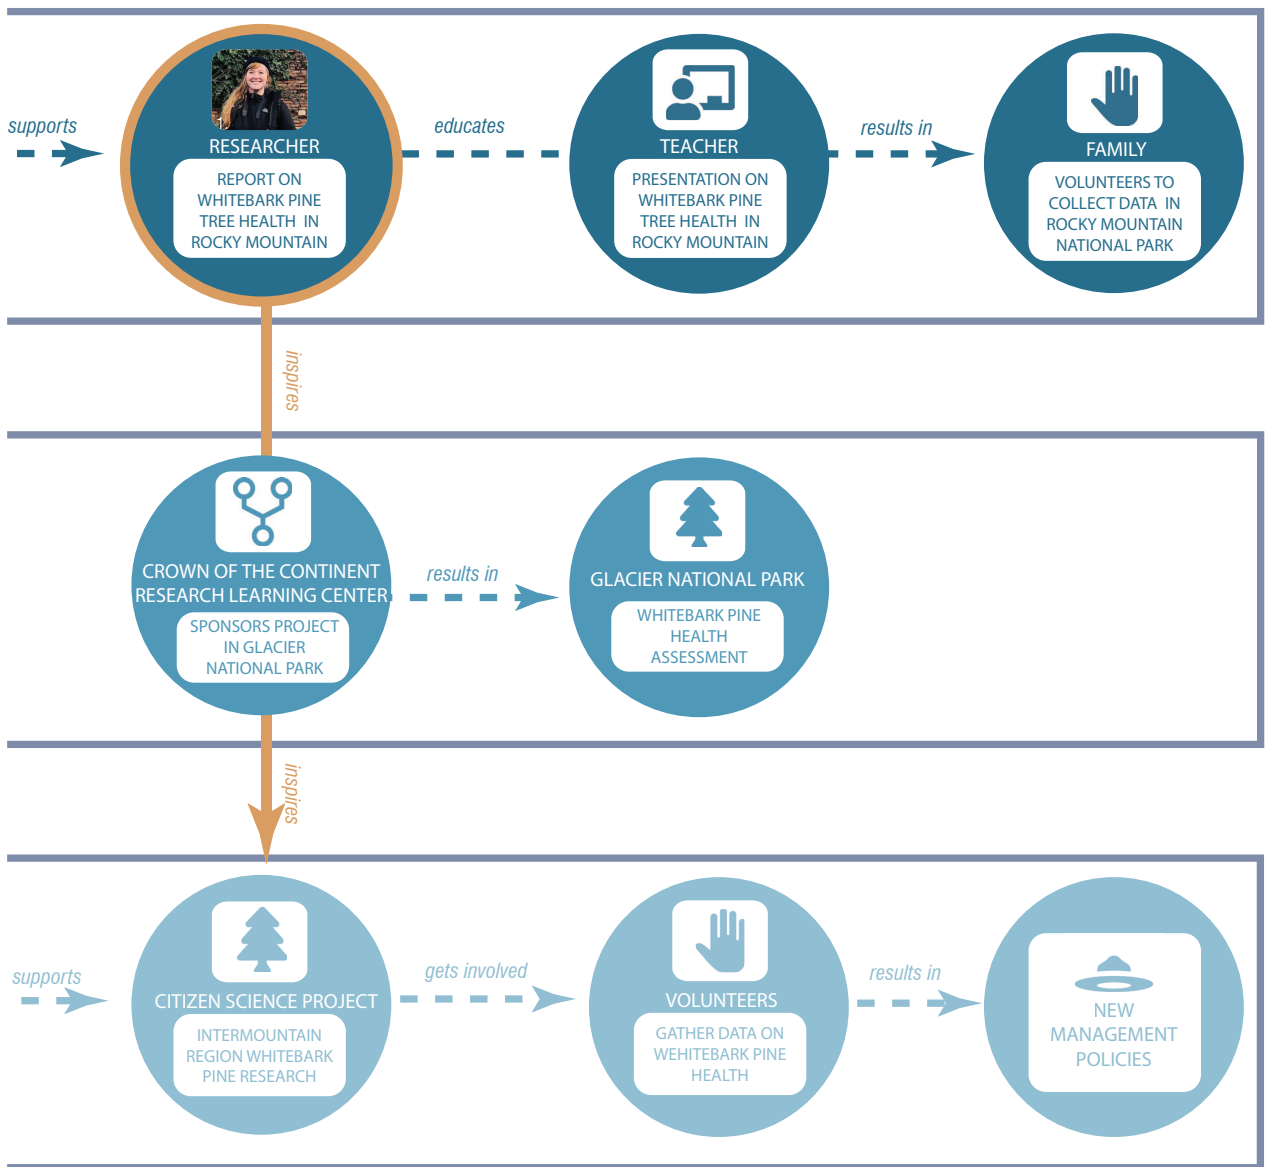 supports
RESEARCHER
REPORT ON
WHITEBARK PINE
TREE HEALTH IN
ROCKY MOUNTAIN
educates
TEACHER
PRESENTATION ON
WHITEBARK PINE
TREE HEALTH IN
ROCKY MOUNTAIN
results in
FAMILY
VOLUNTEERS TO
COLLECT DATA IN
ROCKY MOUNTAIN
NATIONAL PARK
inspires
CROWN OF THE CONTINENT
RESEARCH LEARNING CENTER
SPONSORS PROJECT
IN GLACIER
NATIONAL PARK
results in
GLACIER NATIONAL PARK
WHITEBARK PINE
HEALTH
ASSESSMENT
inspires
supports
CITIZEN SCIENCE PROJECT
INTERMOUNTAIN
REGION WHITEBARK
PINE RESEARCH
gets involved
VOLUNTEERS
GATHER DATA ON
WEHITEBARK PINE
HEALTH
results in
NEW
MANAGEMENT
POLICIES